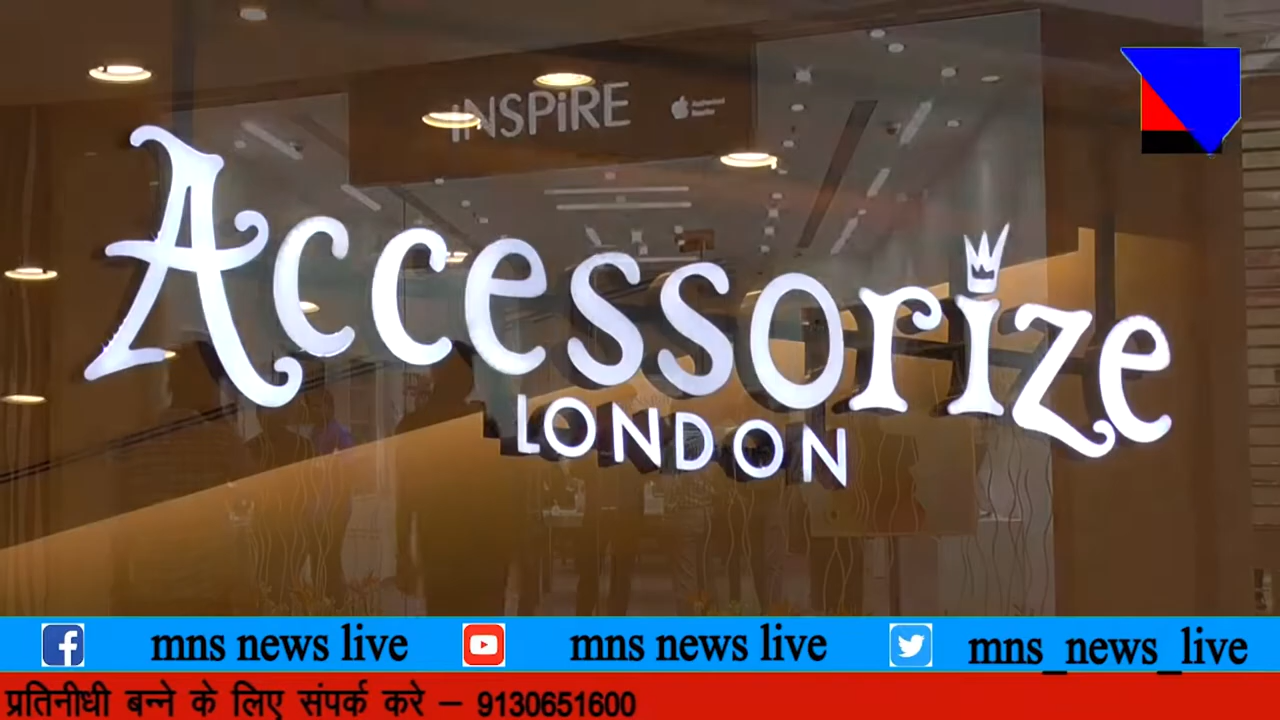 iNSPiRE
Accessorize
LONDON
mns news live mns news live mns_news_live
प्रतिनीधी बन्ने के लिए संपर्क करे – 9130651600